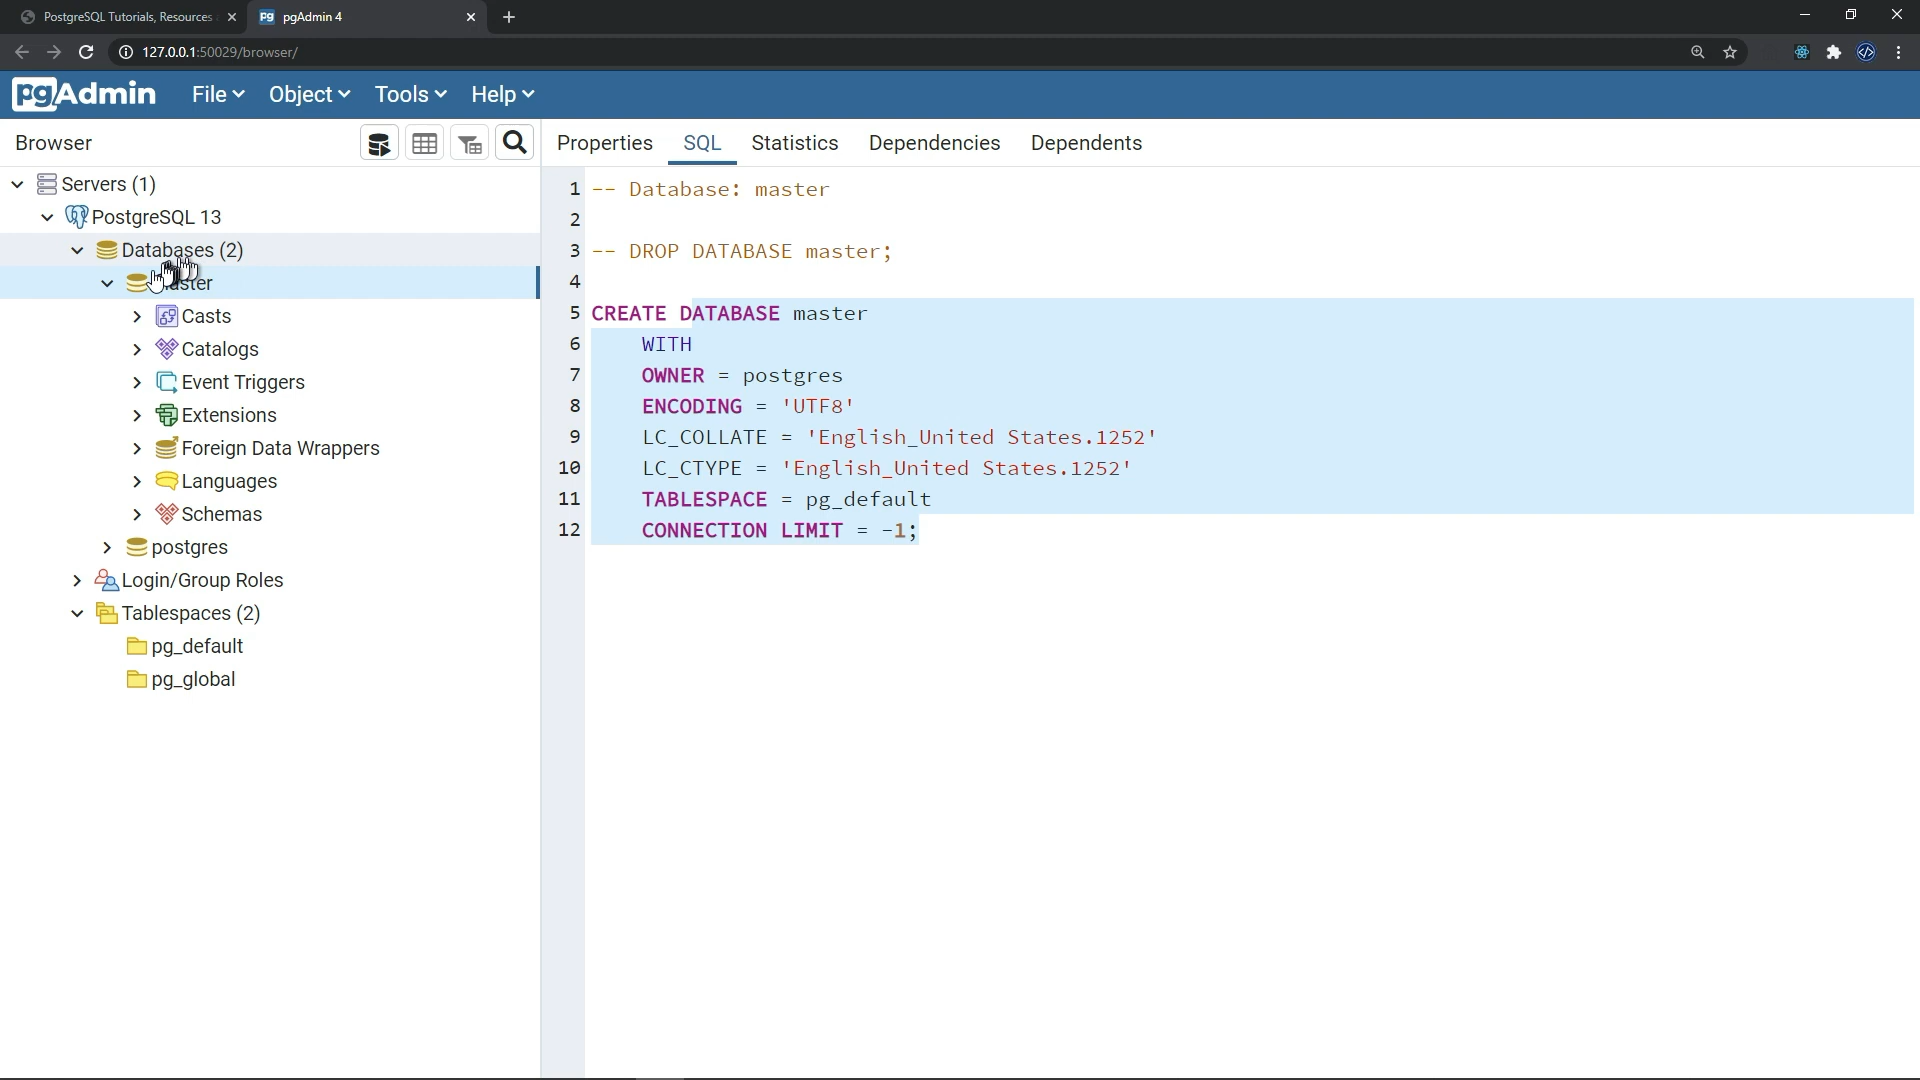 PostgreSQL Tutorials, Resources
pgAdmin 4
127.0.0.1:50029/browser/
pgAdmin
File
Object
Tools
Help
Browser
Properties
SQL
Statistics
Dependencies
Dependents
Servers (1)
PostgreSQL 13
Databases (2)
Casts
Catalogs
Event Triggers
Extensions
Foreign Data Wrappers
Languages
Schemas
postgres
Login/Group Roles
Tablespaces (2)
pg_default
pg_global
1 -- Database: master
2
3 -- DROP DATABASE master;
4
5 CREATE DATABASE master
6 WITH
7 OWNER = postgres
8 ENCODING = 'UTF8'
9 LC_COLLATE = 'English_United States.1252'
10 LC_CTYPE = 'English_United States.1252'
11 TABLESPACE = pg_default
12 CONNECTION LIMIT = -1;